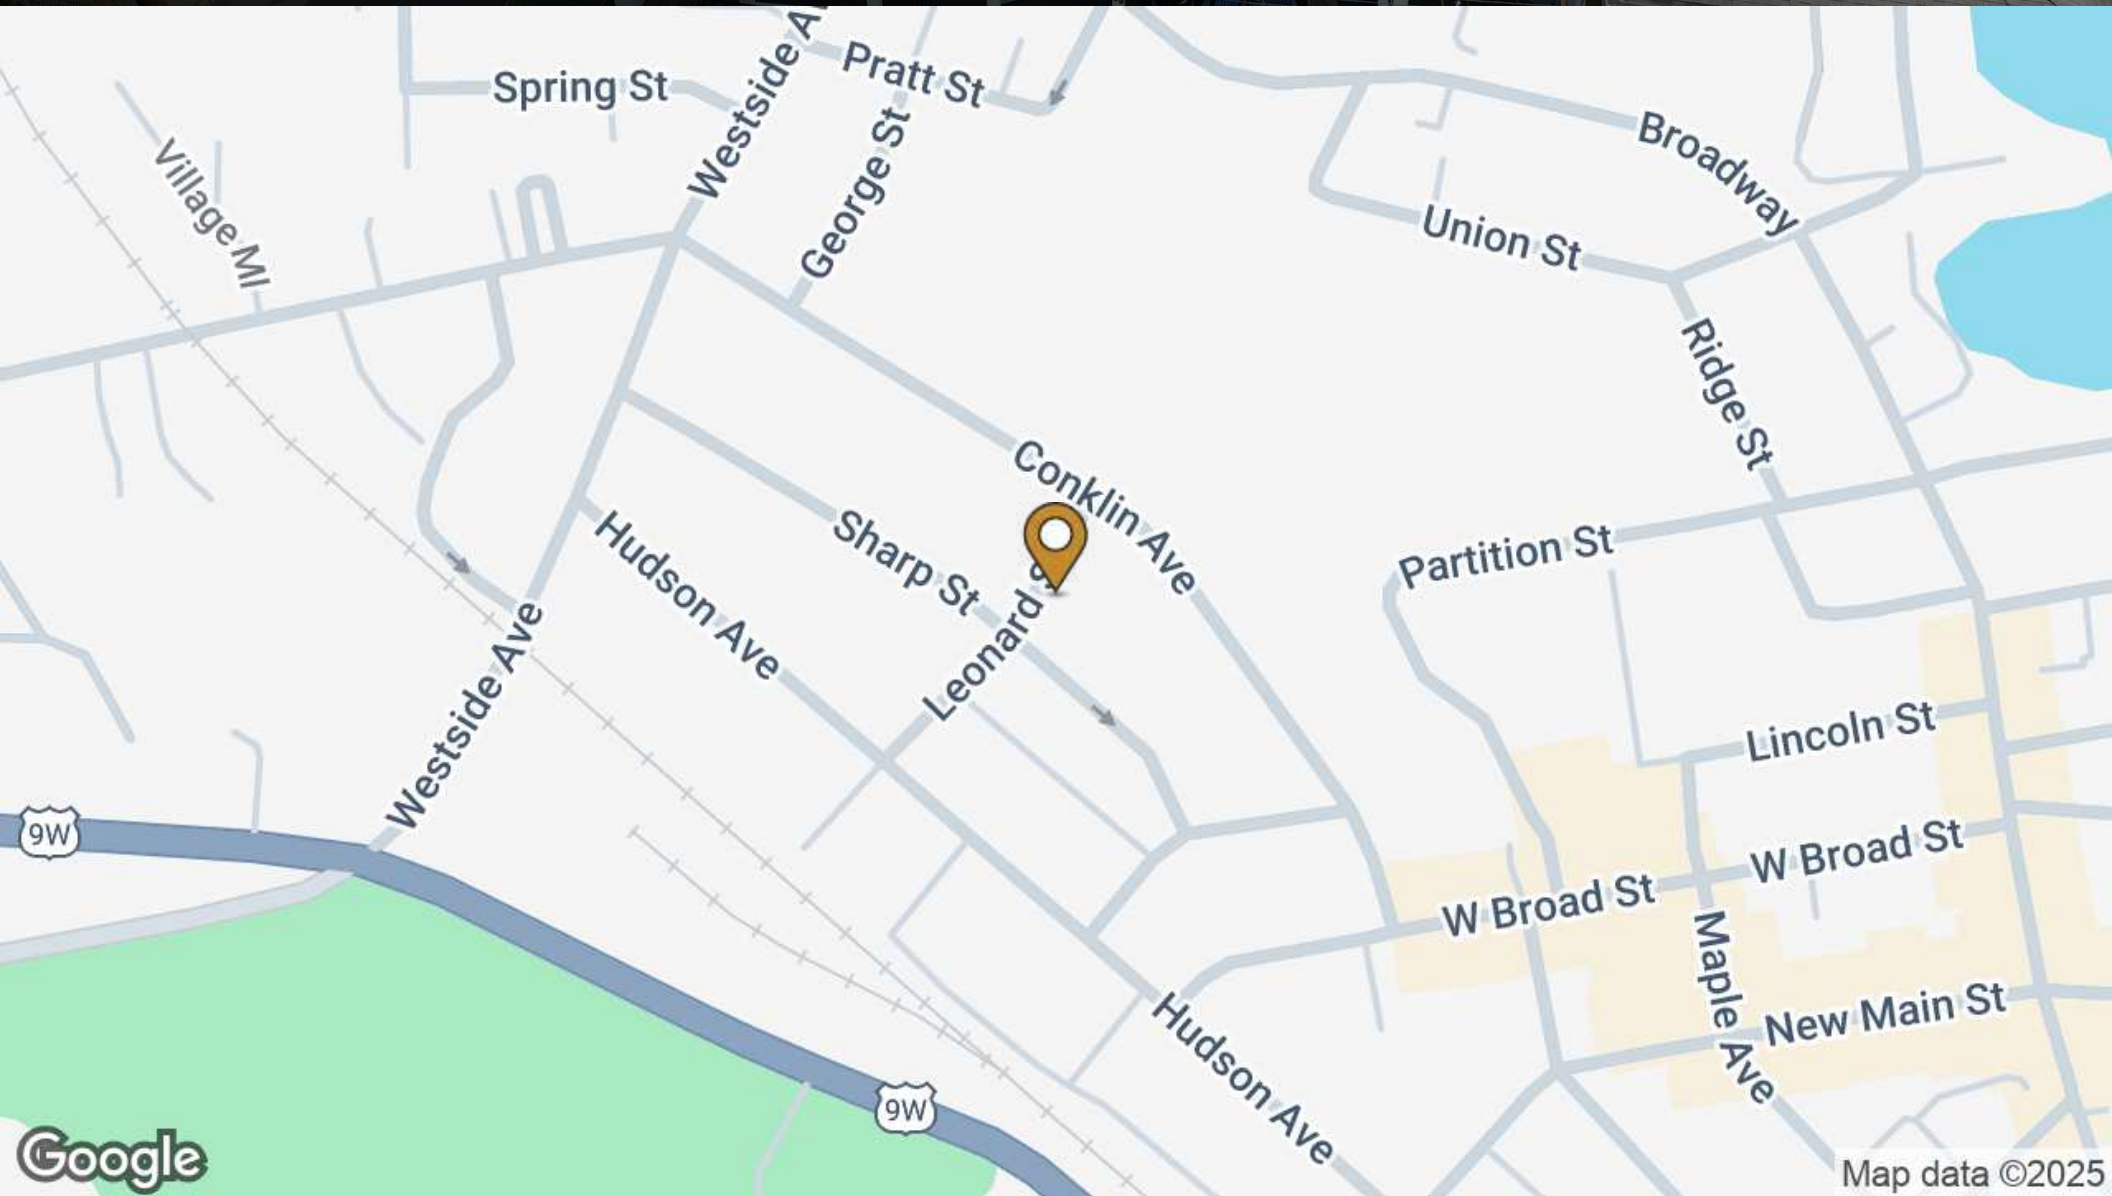 Westside A
Pratt St
Spring St
George St
Broadway
Village Ml
Union St
Ridge St
Conklin Ave
Sharp St
Hudson Ave
Partition St
Leonard
Westside Ave
Lincoln St
9W
W Broad St
W Broad St
Maple Ave
New Main St
Hudson Ave
9W
Google
Map data ©2025